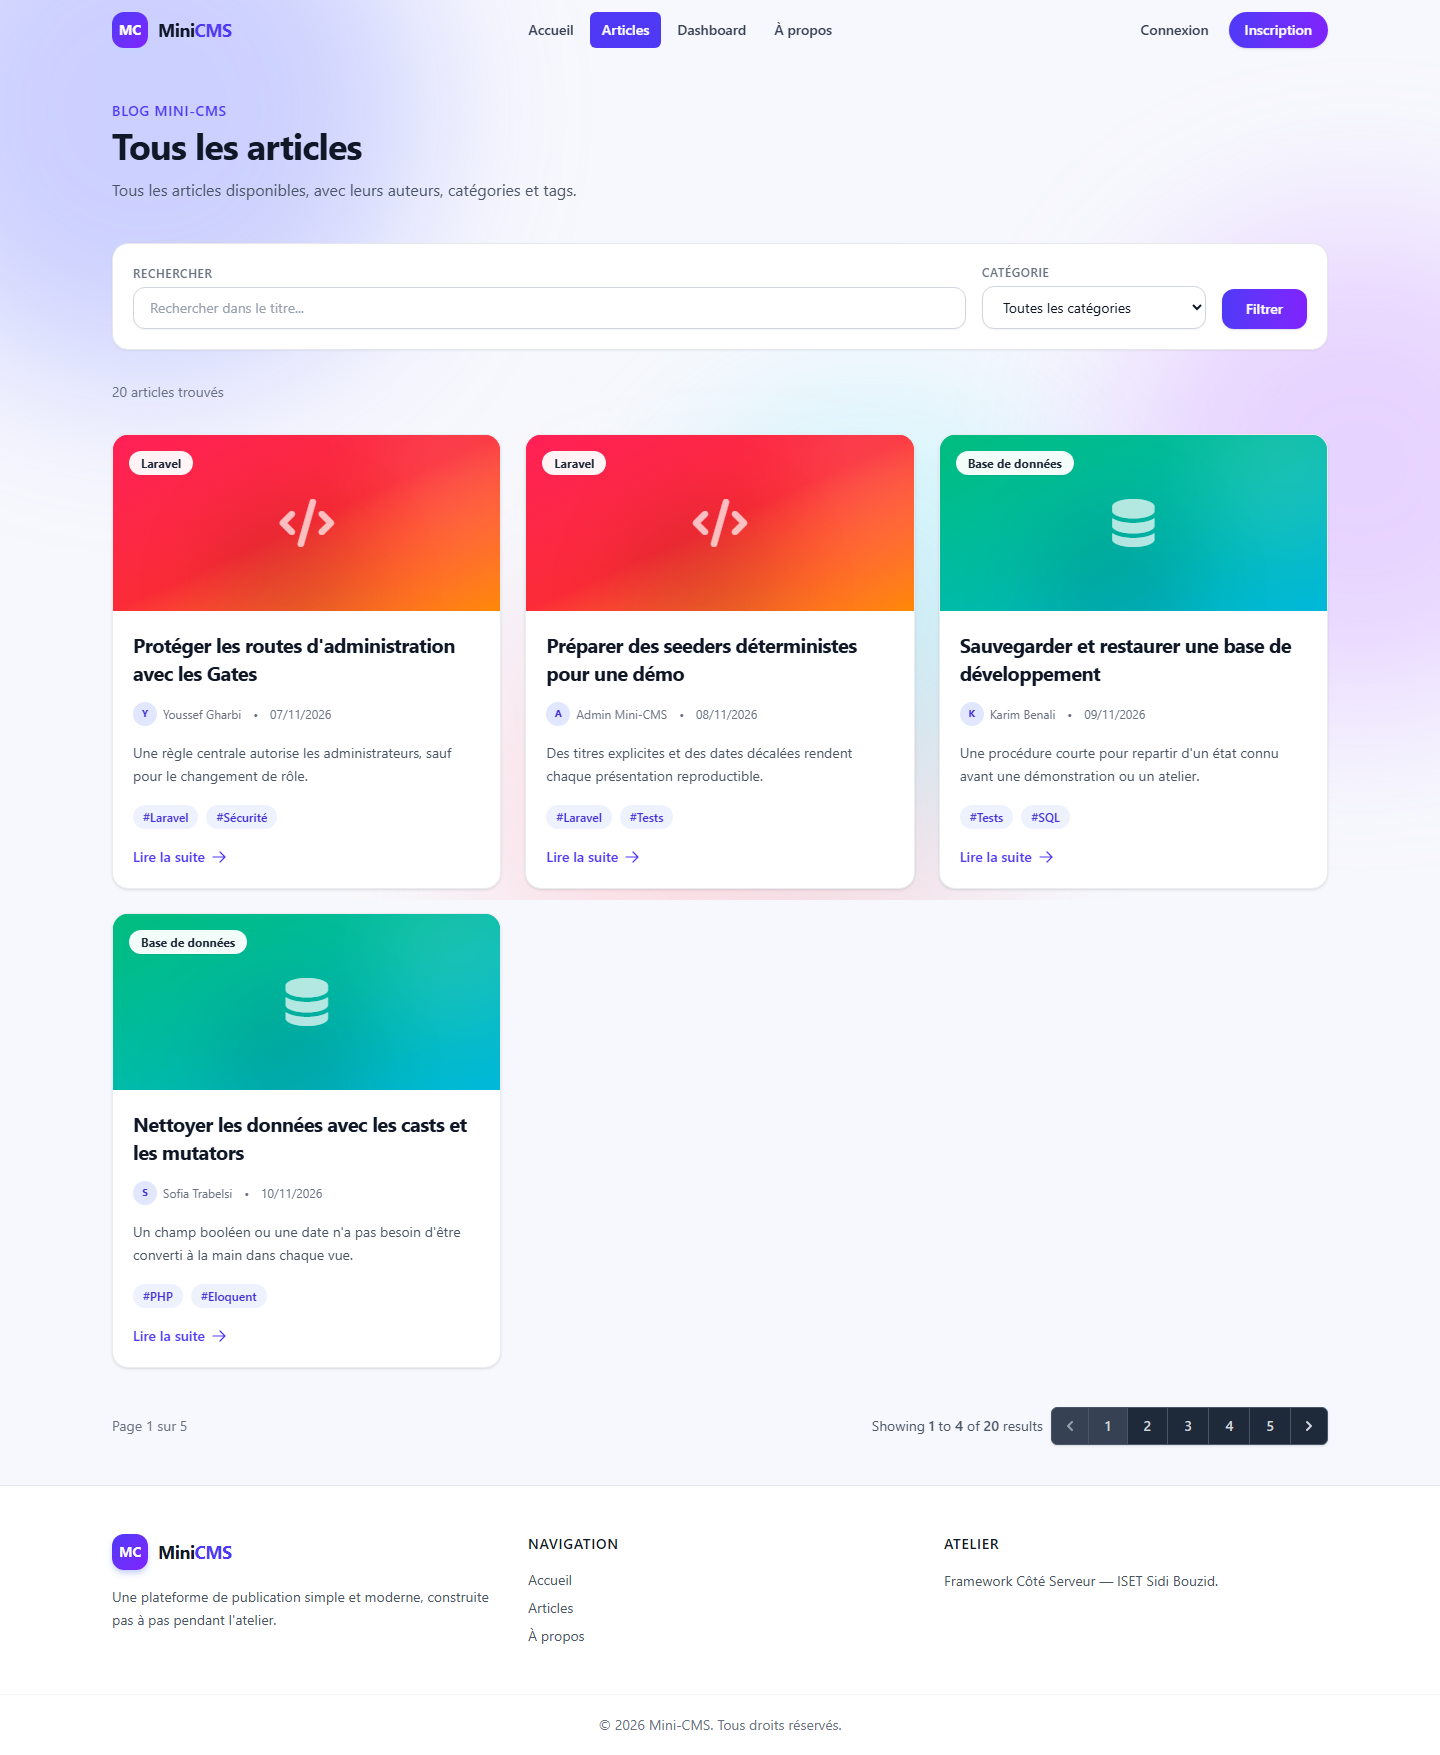 MC MiniCMS Accueil Articles Dashboard À propos Connexion Inscription
BLOG MINI-CMS
Tous les articles
Tous les articles disponibles, avec leurs auteurs, catégories et tags.
RECHERCHER
Rechercher dans le titre...
CATÉGORIE
Toutes les catégories
Filtrer
20 articles trouvés
Laravel
Protéger les routes d'administration
avec les Gates
Y Youssef Gharbi • 07/11/2026
Une règle centrale autorise les administrateurs, sauf
pour le changement de rôle.
#Laravel #Sécurité
Lire la suite →
Laravel
Préparer des seeders déterministes
pour une démo
A Admin Mini-CMS • 08/11/2026
Des titres explicites et des dates décalées rendent
chaque présentation reproductible.
#Laravel #Tests
Lire la suite →
Base de données
Sauvegarder et restaurer une base de
développement
K Karim Benali • 09/11/2026
Une procédure courte pour repartir d'un état connu
avant une démonstration ou un atelier.
#Tests #SQL
Lire la suite →
Base de données
Nettoyer les données avec les casts et
les mutators
S Sofia Trabelsi • 10/11/2026
Un champ booléen ou une date n'a pas besoin d'être
converti à la main dans chaque vue.
#PHP #Eloquent
Lire la suite →
Page 1 sur 5
Showing 1 to 4 of 20 results
1 2 3 4 5
MC MiniCMS
Une plateforme de publication simple et moderne, construite
pas à pas pendant l'atelier.
NAVIGATION
Accueil
Articles
À propos
ATELIER
Framework Côté Serveur — ISET Sidi Bouzid.
© 2026 Mini-CMS. Tous droits réservés.